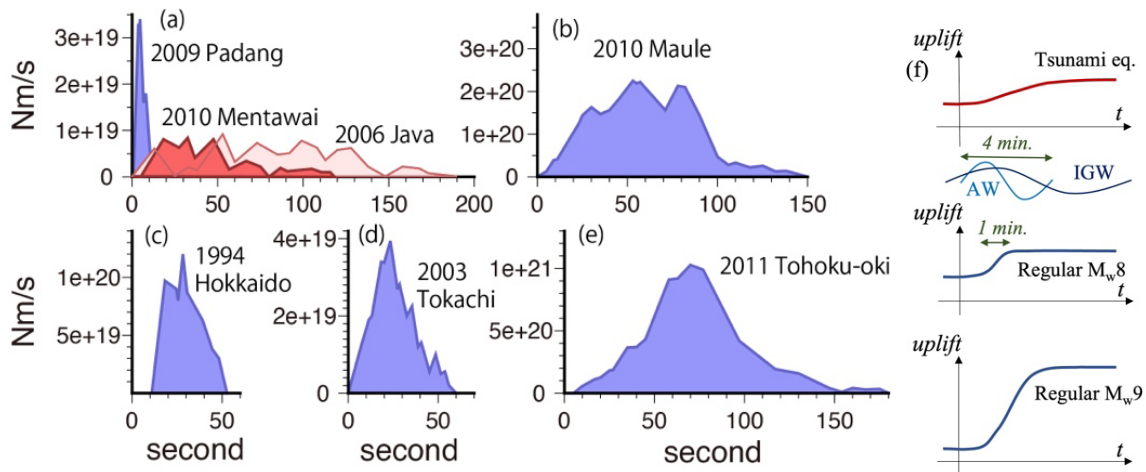 (a)
3e+19
2e+19
1e+19
0
Nm/s
2009 Padang
2010 Mentawai
2006 Java
0 50 100 150 200
(b)
3e+20
2e+20
1e+20
0
2010 Maule
0 50 100 150
(c)
1e+20
5e+19
Nm/s
1994
Hokkaido
0 50
second
(d)
4e+19
2e+19
0
2003
Tokachi
0 50
second
(e)
1e+21
5e+20
0
2011 Tohoku-oki
0 50 100 150
second
(f)
uplift
Tsunami eq.
t
4 min.
AW
IGW
uplift
1 min.
Regular Mw8
t
uplift
Regular Mw9
t